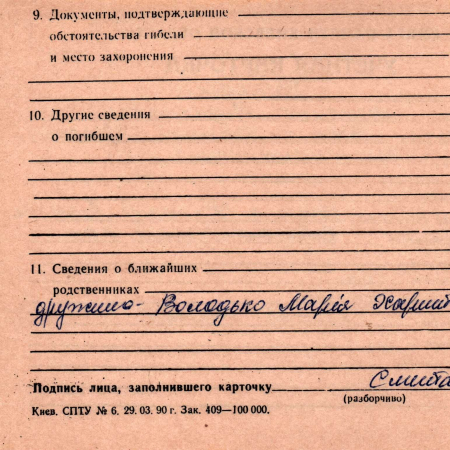 9. Документы, подтверждающие
обстоятельства гибели
и место захоронения
10. Другие сведения
о погибшем
11. Сведения о ближайших
родственниках
дружина - Володько Марія Харит
Подпись лица, заполнившего карточку
(разборчиво)
Киев. СПТУ № 6. 29. 03. 90 г. Зак. 409—100 000.